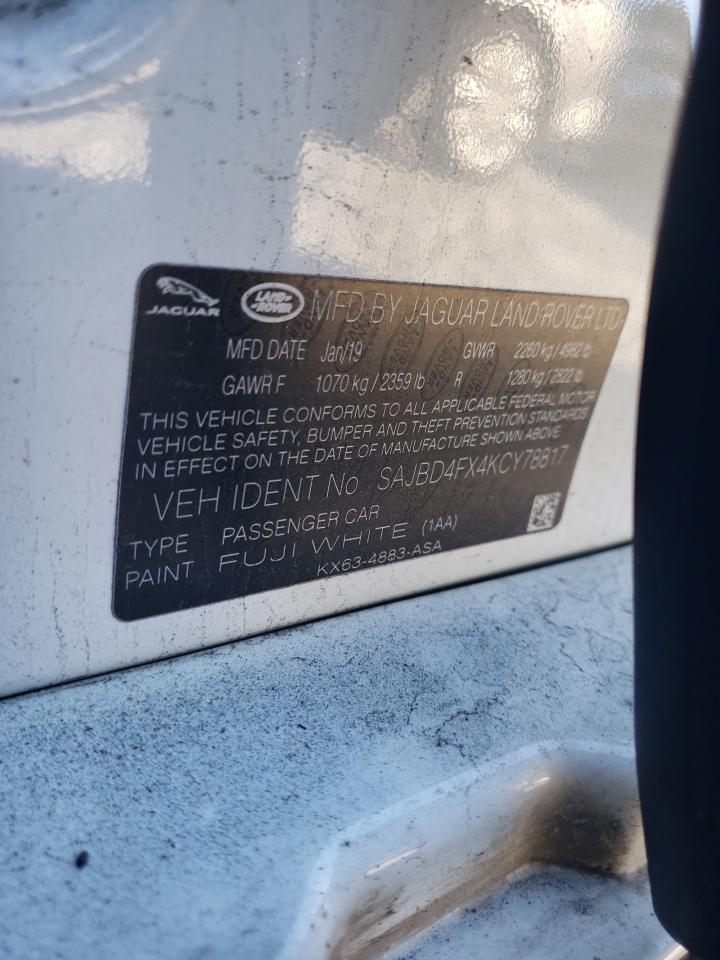 JAGUAR LAND-ROVER MFD BY JAGUAR LAND ROVER LTD
MFD DATE Jan/19 GVWR 2260 kg / 4982 lb
GAWR F 1070 kg / 2359 lb R 1280 kg / 2822 lb
THIS VEHICLE CONFORMS TO ALL APPLICABLE FEDERAL MOTOR
VEHICLE SAFETY, BUMPER AND THEFT PREVENTION STANDARDS
IN EFFECT ON THE DATE OF MANUFACTURE SHOWN ABOVE
VEH IDENT No SAJBD4FX4KCY78817
TYPE PASSENGER CAR
PAINT FUJI WHITE (1AA)
KX63-4883-ASA